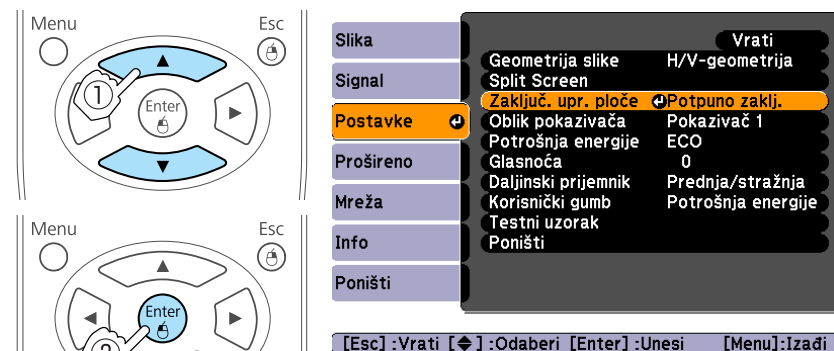 Menu
Esc
1
Enter
Menu
Esc
Enter
2
Slika
Signal
Postavke
Prošireno
Mreža
Info
Poništi
Vrati
Geometrija slike H/V-geometrija
Split Screen
Zaključ. upr. ploče Potpuno zaklj.
Oblik pokazivača Pokazivač 1
Potrošnja energije ECO
Glasnoća 0
Daljinski prijemnik Prednja/stražnja
Korisnički gumb Potrošnja energije
Testni uzorak
Poništi
[Esc] :Vrati [◆] :Odaberi [Enter] :Unesi [Menu]:Izađi